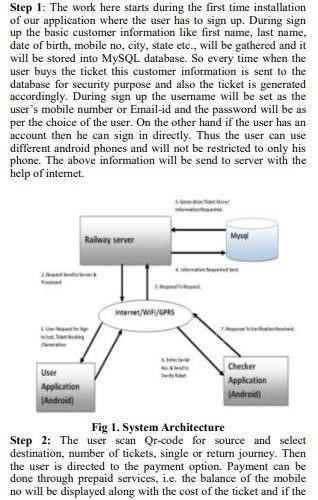 Step 1: The work here starts during the first time installation
of our application where the user has to sign up. During sign
up the basic customer information like first name, last name,
date of birth, mobile no, city, state etc., will be gathered and it
will be stored into MySQL database. So every time when the
user buys the ticket this customer information is sent to the
database for security purpose and also the ticket is generated
accordingly. During sign up the username will be set as the
user's mobile number or Email-id and the password will be as
per the choice of the user. On the other hand if the user has an
account then he can sign in directly. Thus the user can use
different android phones and will not be restricted to only his
phone. The above information will be send to server with the
help of internet.
Railway server
Mysql
Internet/WiFi/GPRS
User
Application
(Android)
Checker
Application
(Android)
Fig 1. System Architecture
Step 2: The user scan Qr-code for source and select
destination, number of tickets, single or return journey. Then
the user is directed to the payment option. Payment can be
done through prepaid services, i.e. the balance of the mobile
no will be displayed along with the cost of the ticket and if the